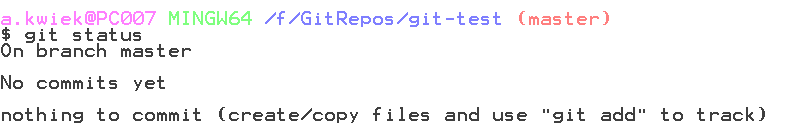 a.kwiek@PC007 MINGW64 /f/GitRepos/git-test (master)
$ git status
On branch master
No commits yet
nothing to commit (create/copy files and use "git add" to track)